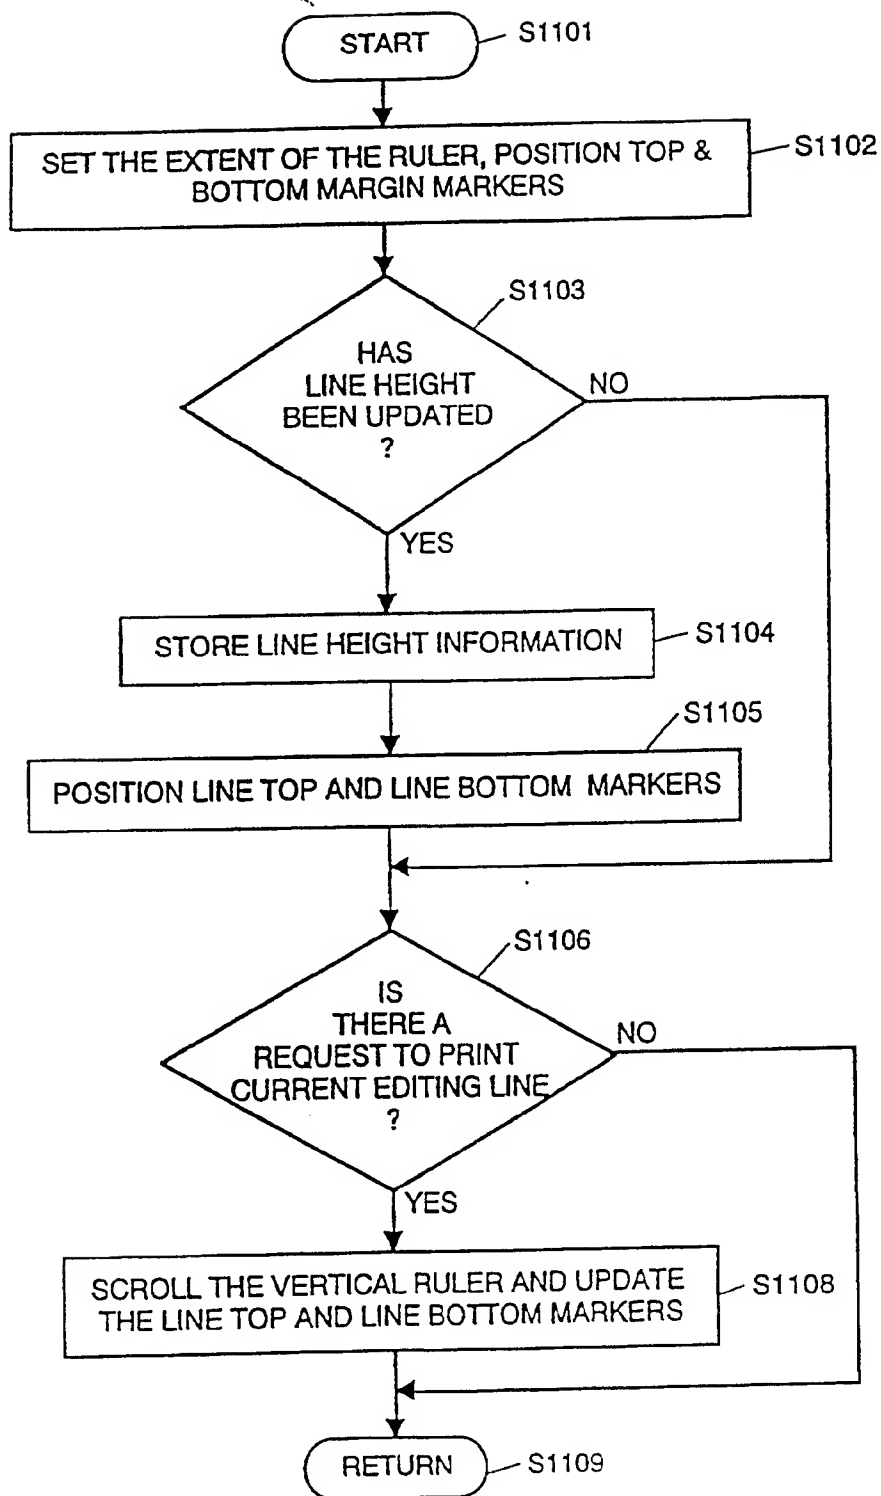 START
S1101
SET THE EXTENT OF THE RULER, POSITION TOP &
BOTTOM MARGIN MARKERS
S1102
S1103
HAS
LINE HEIGHT
BEEN UPDATED
?
NO
YES
STORE LINE HEIGHT INFORMATION
S1104
S1105
POSITION LINE TOP AND LINE BOTTOM MARKERS
S1106
IS
THERE A
REQUEST TO PRINT
CURRENT EDITING LINE
?
NO
YES
SCROLL THE VERTICAL RULER AND UPDATE
THE LINE TOP AND LINE BOTTOM MARKERS
S1108
RETURN
S1109